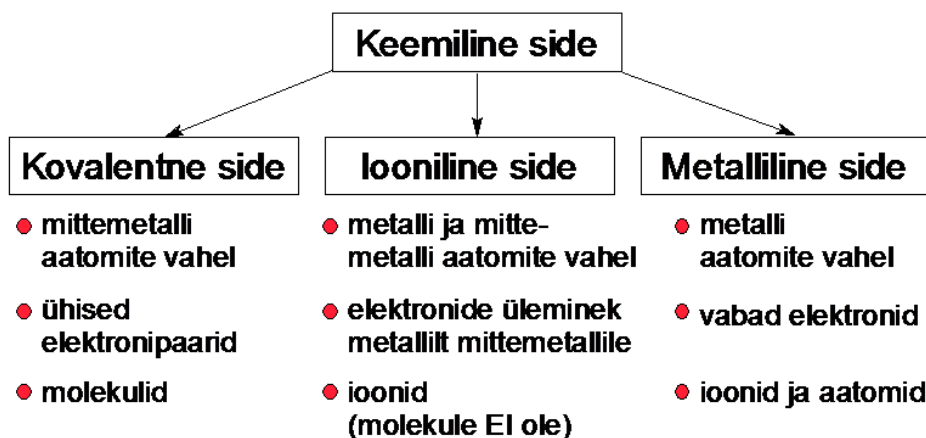 Keemiline side
Kovalentne side
Iooniline side
Metalliline side
mittemetalli
aatomite vahel
ühised
elektronipaarid
molekulid
metalli ja mitte-
metalli aatomite vahel
elektronide üleminek
metallilt mittemetallile
ioonid
(molekule EI ole)
metalli
aatomite vahel
vabad elektronid
ioonid ja aatomid